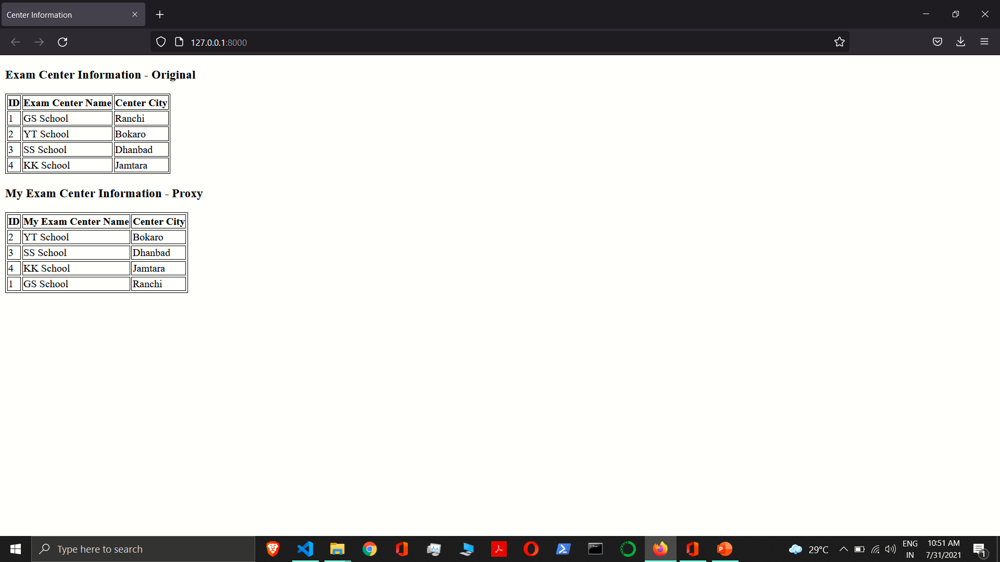 Center Information
127.0.0.1:8000
Exam Center Information - Original
ID Exam Center Name Center City
1 GS School Ranchi
2 YT School Bokaro
3 SS School Dhanbad
4 KK School Jamtara
My Exam Center Information - Proxy
ID My Exam Center Name Center City
2 YT School Bokaro
3 SS School Dhanbad
4 KK School Jamtara
1 GS School Ranchi
Type here to search
29°C
ENG
IN
10:51 AM
7/31/2021
1